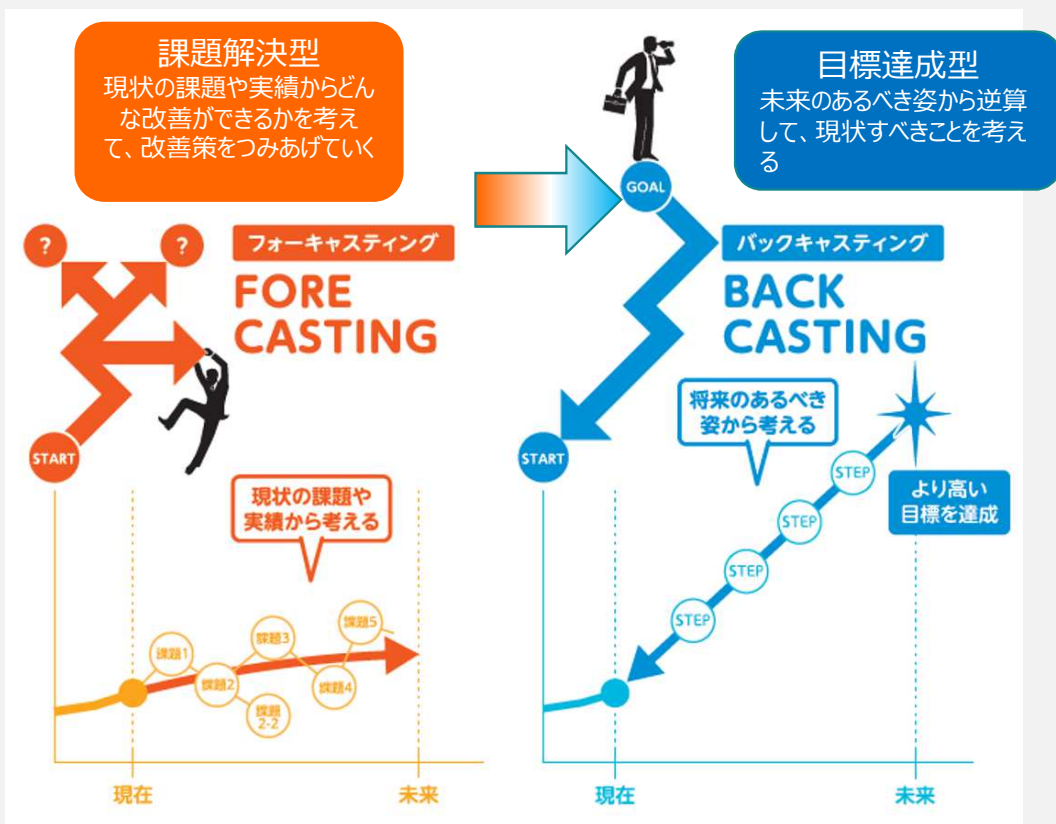 課題解決型
現状の課題や実績からどん
な改善ができるかを考え
て、改善策をつみあげていく
目標達成型
未来のあるべき姿から逆算
して、現状すべきことを考え
る
?
?
フォーキャスティング
FORE
CASTING
START
現状の課題や
実績から考える
課題1
課題2
課題
2-2
課題3
課題4
課題5
現在
未来
GOAL
バックキャスティング
BACK
CASTING
START
将来のあるべき
姿から考える
STEP
STEP
STEP
STEP
より高い
目標を達成
現在
未来